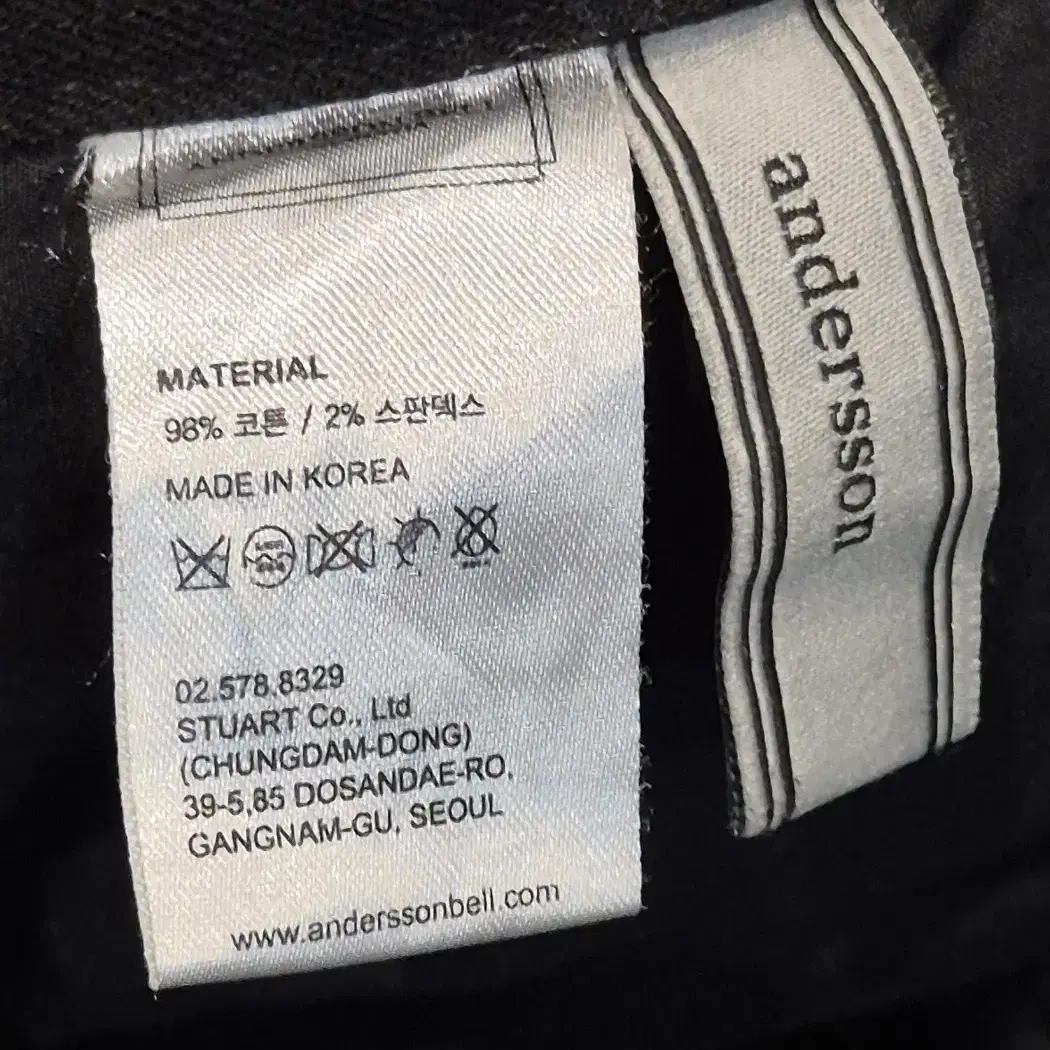 MATERIAL
98% 코튼 / 2% 스판덱스
MADE IN KOREA
02.578.8329
STUART Co., Ltd
(CHUNGDAM-DONG)
39-5,85 DOSANDAE-RO,
GANGNAM-GU, SEOUL
www.anderssonbell.com
andersson